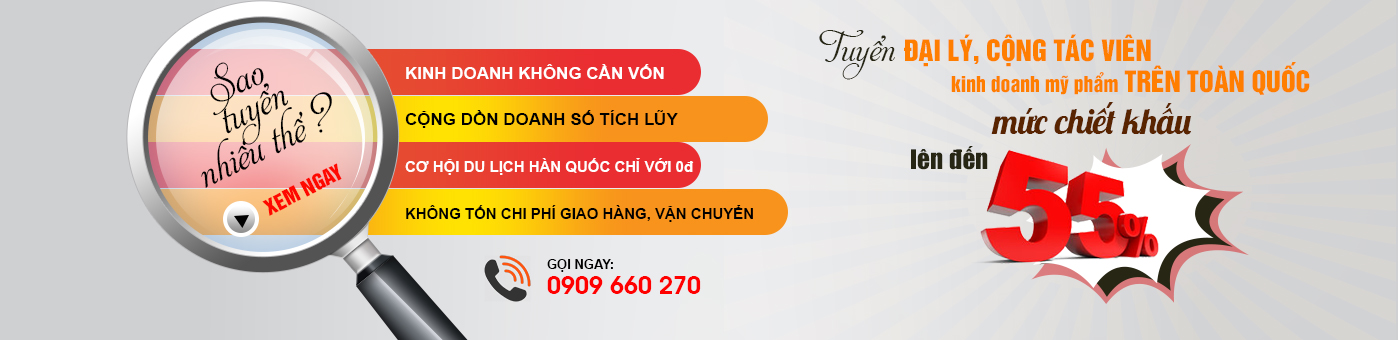 Sao
tuyển
nhiều thế ?
XEM NGAY
KINH DOANH KHÔNG CẦN VỐN
CỘNG DỒN DOANH SỐ TÍCH LŨY
CƠ HỘI DU LỊCH HÀN QUỐC CHỈ VỚI 0đ
KHÔNG TỐN CHI PHÍ GIAO HÀNG, VẬN CHUYỂN
GỌI NGAY:
0909 660 270
Tuyển ĐẠI LÝ, CỘNG TÁC VIÊN
kinh doanh mỹ phẩm TRÊN TOÀN QUỐC
mức chiết khấu
lên đến
55%